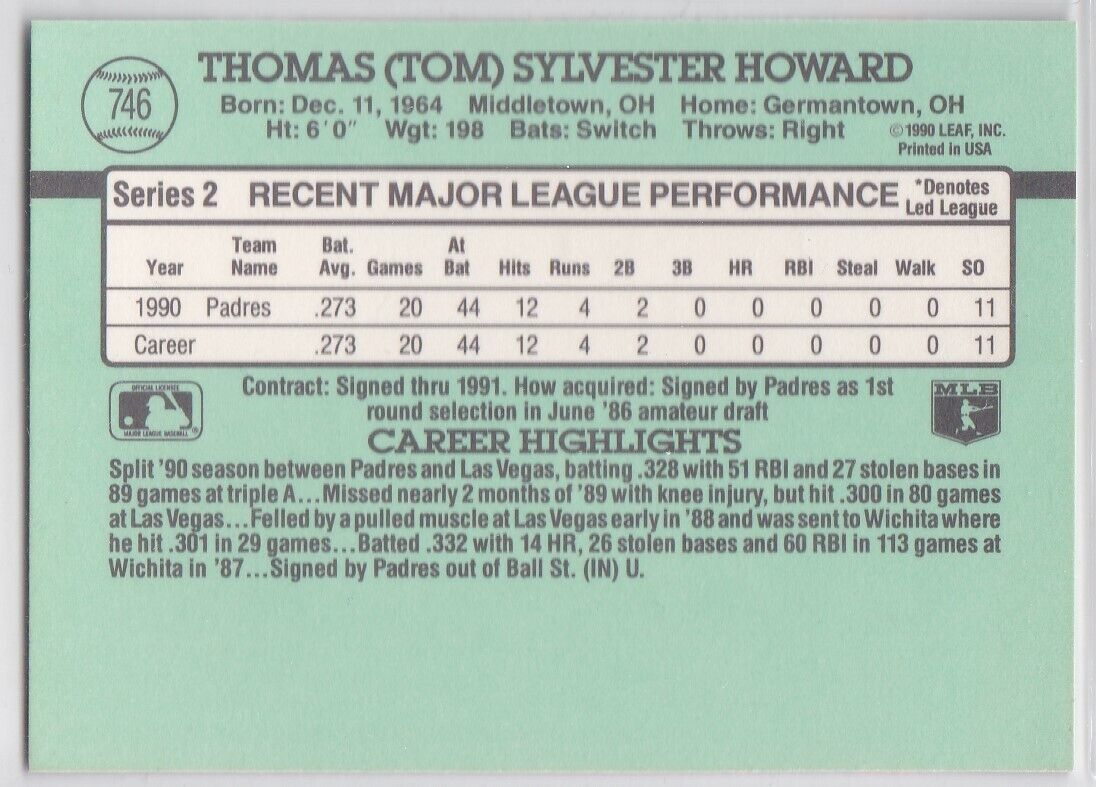 746
THOMAS (TOM) SYLVESTER HOWARD
Born: Dec. 11, 1964 Middletown, OH Home: Germantown, OH
Ht: 6'0" Wgt: 198 Bats: Switch Throws: Right
©1990 LEAF, INC.
Printed in USA
Series 2 RECENT MAJOR LEAGUE PERFORMANCE
*Denotes
Led League
Year Team Name Bat. Avg. Games At Bat Hits Runs 2B 3B HR RBI Steal Walk SO
1990 Padres .273 20 44 12 4 2 0 0 0 0 0 11
Career .273 20 44 12 4 2 0 0 0 0 0 11
OFFICIAL LICENSEE
MAJOR LEAGUE BASEBALL
®
Contract: Signed thru 1991. How acquired: Signed by Padres as 1st
round selection in June '86 amateur draft
MLB
CAREER HIGHLIGHTS
Split '90 season between Padres and Las Vegas, batting .328 with 51 RBI and 27 stolen bases in
89 games at triple A...Missed nearly 2 months of '89 with knee injury, but hit .300 in 80 games
at Las Vegas...Felled by a pulled muscle at Las Vegas early in '88 and was sent to Wichita where
he hit .301 in 29 games...Batted .332 with 14 HR, 26 stolen bases and 60 RBI in 113 games at
Wichita in '87...Signed by Padres out of Ball St. (IN) U.